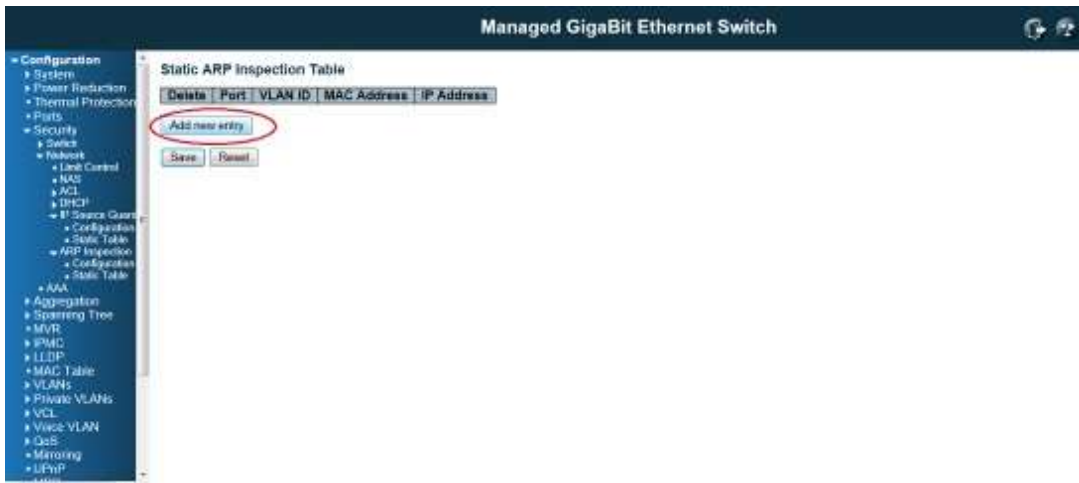 Managed GigaBit Ethernet Switch
Configuration
System
Power Reduction
Thermal Protection
Ports
Security
Switch
Network
Limit Control
NAS
ACL
DHCP
IP Source Guar
Configuration
Static Table
ARP Inspection
Configuration
Static Table
AAA
Aggregation
Spanning Tree
MVR
IPMC
LLDP
MAC Table
VLANs
Private VLANs
VCL
Voice VLAN
QoS
Mirroring
UPnP
Static ARP Inspection Table
Delete Port VLAN ID MAC Address IP Address
Add new entry
Save Reset